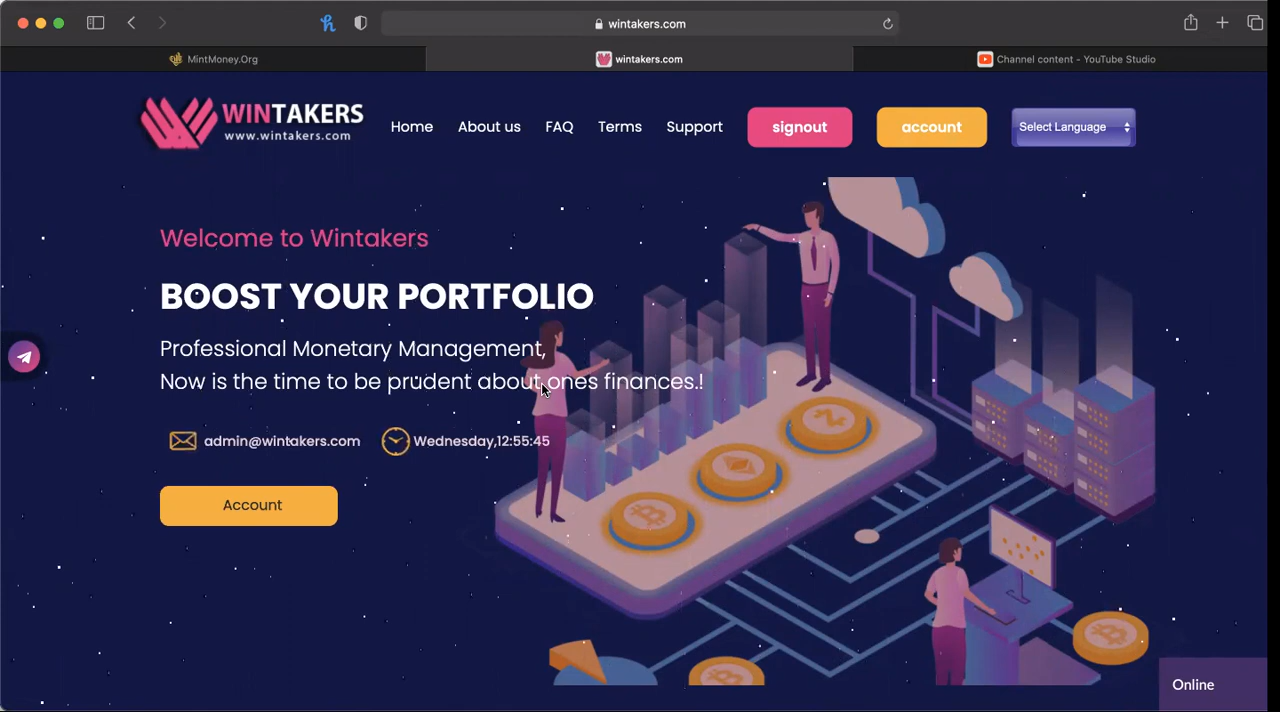 wintakers.com
MintMoney.Org
wintakers.com
Channel content - YouTube Studio
WINTAKERS
www.wintakers.com
Home
About us
FAQ
Terms
Support
signout
account
Select Language
Welcome to Wintakers
BOOST YOUR PORTFOLIO
Professional Monetary Management,
Now is the time to be prudent about ones finances.!
admin@wintakers.com
Wednesday,12:55:45
Account
Online